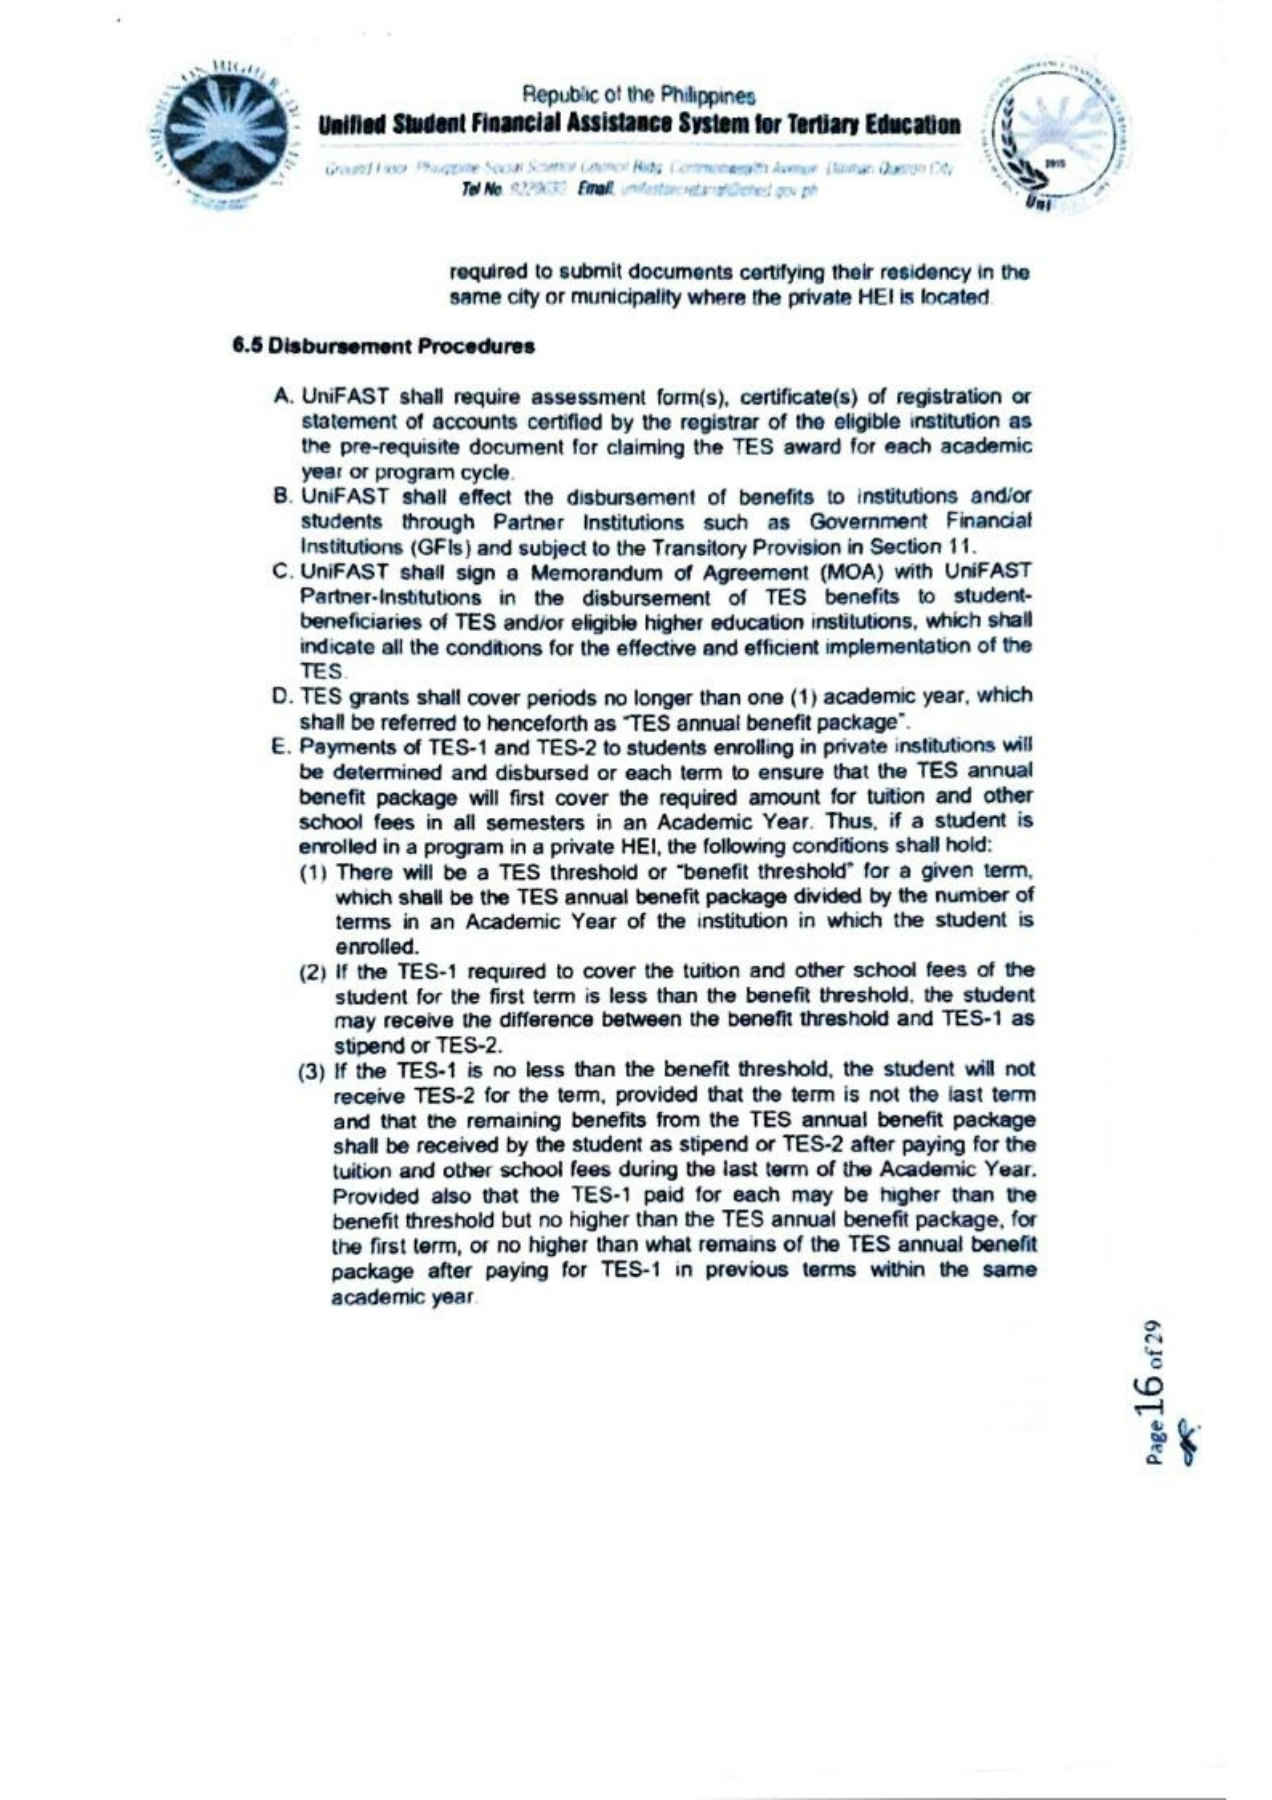 Republic of the Philippines
Unified Student Financial Assistance System for Tertiary Education
Ground Floor Philippine Social Science Council Bldg Commonwealth Avenue Diliman Quezon City
Tel No. Email.
2015
Uni
required to submit documents certifying their residency in the
same city or municipality where the private HEI is located.
6.5 Disbursement Procedures
A. UniFAST shall require assessment form(s), certificate(s) of registration or
statement of accounts certified by the registrar of the eligible institution as
the pre-requisite document for claiming the TES award for each academic
year or program cycle.
B. UniFAST shall effect the disbursement of benefits to institutions and/or
students through Partner Institutions such as Government Financial
Institutions (GFIs) and subject to the Transitory Provision in Section 11.
C. UniFAST shall sign a Memorandum of Agreement (MOA) with UniFAST
Partner-Institutions in the disbursement of TES benefits to student-
beneficiaries of TES and/or eligible higher education institutions, which shall
indicate all the conditions for the effective and efficient implementation of the
TES.
D. TES grants shall cover periods no longer than one (1) academic year, which
shall be referred to henceforth as "TES annual benefit package".
E. Payments of TES-1 and TES-2 to students enrolling in private institutions will
be determined and disbursed or each term to ensure that the TES annual
benefit package will first cover the required amount for tuition and other
school fees in all semesters in an Academic Year. Thus, if a student is
enrolled in a program in a private HEI, the following conditions shall hold:
(1) There will be a TES threshold or "benefit threshold" for a given term,
which shall be the TES annual benefit package divided by the number of
terms in an Academic Year of the institution in which the student is
enrolled.
(2) If the TES-1 required to cover the tuition and other school fees of the
student for the first term is less than the benefit threshold, the student
may receive the difference between the benefit threshold and TES-1 as
stipend or TES-2.
(3) If the TES-1 is no less than the benefit threshold, the student will not
receive TES-2 for the term, provided that the term is not the last term
and that the remaining benefits from the TES annual benefit package
shall be received by the student as stipend or TES-2 after paying for the
tuition and other school fees during the last term of the Academic Year.
Provided also that the TES-1 paid for each may be higher than the
benefit threshold but no higher than the TES annual benefit package, for
the first term, or no higher than what remains of the TES annual benefit
package after paying for TES-1 in previous terms within the same
academic year.
Page 16 of 29